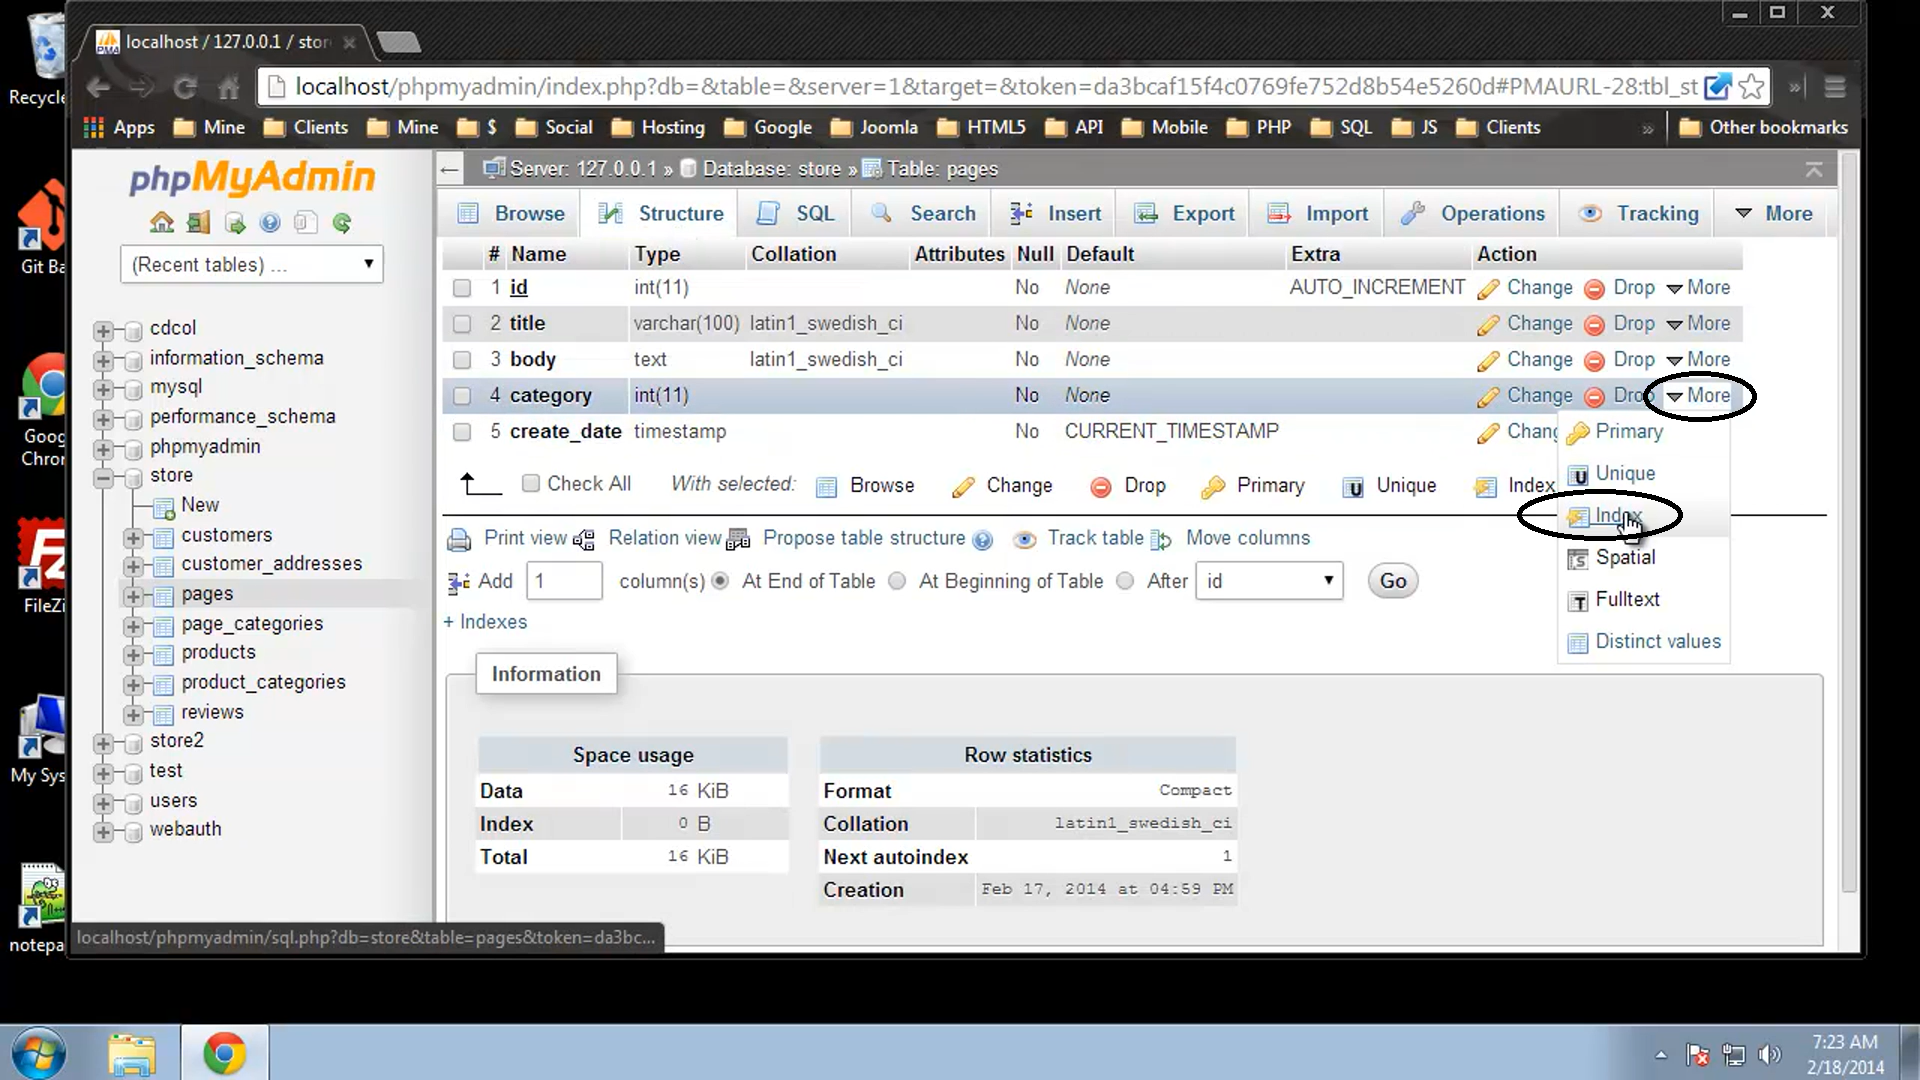 Recycle
Git Ba
Goog
Chron
FileZi
My Sys
notepa
localhost / 127.0.0.1 / stor
localhost/phpmyadmin/index.php?db=&table=&server=1&target=&token=da3bcaf15f4c0769fe752d8b54e5260d#PMAURL-28:tbl_st
Apps Mine Clients Mine $ Social Hosting Google Joomla HTML5 API Mobile PHP SQL JS Clients » Other bookmarks
phpMyAdmin
(Recent tables) ...
cdcol
information_schema
mysql
performance_schema
phpmyadmin
store
New
customers
customer_addresses
pages
page_categories
products
product_categories
reviews
store2
test
users
webauth
Server: 127.0.0.1 » Database: store » Table: pages
Browse Structure SQL Search Insert Export Import Operations Tracking More
# Name Type Collation Attributes Null Default Extra Action
1 id int(11) No None AUTO_INCREMENT Change Drop More
2 title varchar(100) latin1_swedish_ci No None Change Drop More
3 body text latin1_swedish_ci No None Change Drop More
4 category int(11) No None Change Drop More
5 create_date timestamp No CURRENT_TIMESTAMP Chang
Primary
Unique
Index
Spatial
Fulltext
Distinct values
Check All With selected: Browse Change Drop Primary Unique Index
Print view Relation view Propose table structure Track table Move columns
Add 1 column(s) At End of Table At Beginning of Table After id Go
+ Indexes
Information
Space usage
Data 16 KiB
Index 0 B
Total 16 KiB
Row statistics
Format Compact
Collation latin1_swedish_ci
Next autoindex 1
Creation Feb 17, 2014 at 04:59 PM
localhost/phpmyadmin/sql.php?db=store&table=pages&token=da3bc...
7:23 AM
2/18/2014